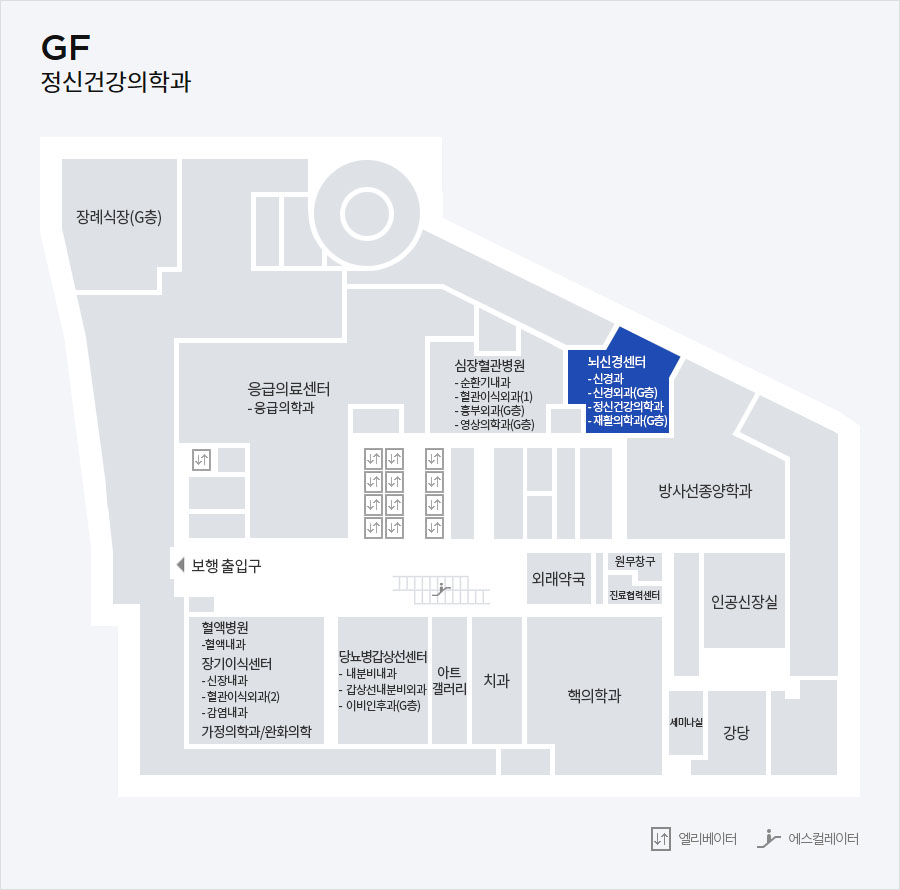 GF
정신건강의학과
장례식장(G층)
응급의료센터
- 응급의학과
심장혈관병원
- 순환기내과
- 혈관이식외과(1)
- 흉부외과(G층)
- 영상의학과(G층)
뇌신경센터
- 신경과
- 신경외과(G층)
- 정신건강의학과
- 재활의학과(G층)
방사선종양학과
보행 출입구
외래약국
원무창구
진료협력센터
인공신장실
혈액병원
-혈액내과
장기이식센터
- 신장내과
- 혈관이식외과(2)
- 감염내과
가정의학과/완화의학
당뇨병갑상선센터
- 내분비내과
- 갑상선내분비외과
- 이비인후과(G층)
아트
갤러리
치과
핵의학과
세미나실
강당
엘리베이터
에스컬레이터